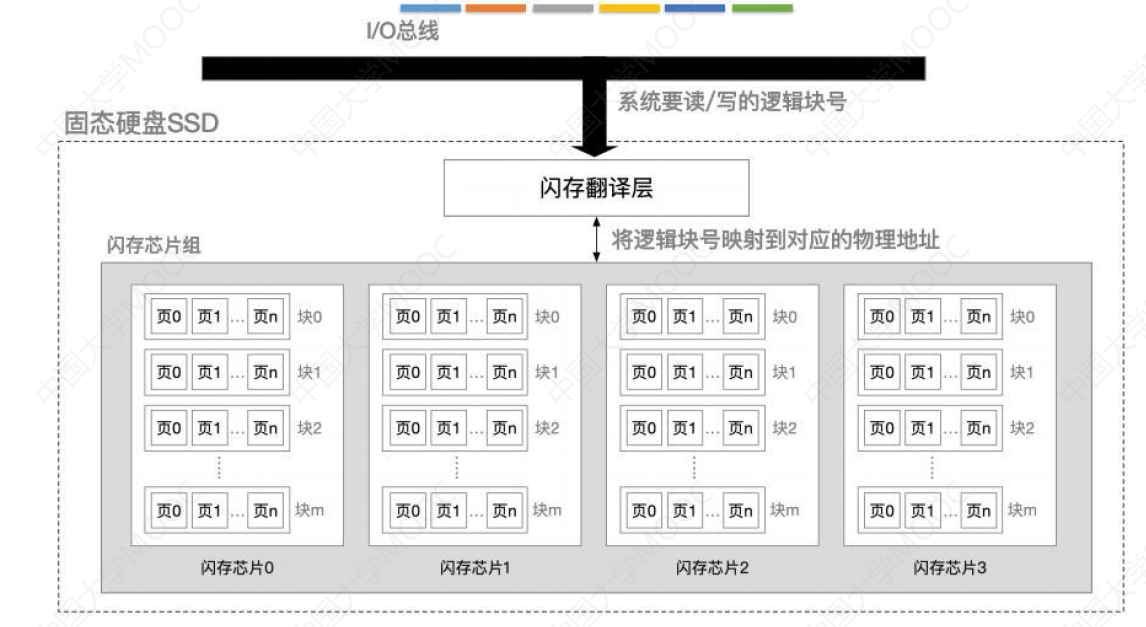 I/O总线
系统要读/写的逻辑块号
固态硬盘SSD
闪存翻译层
将逻辑块号映射到对应的物理地址
闪存芯片组
页0 页1 ... 页n 块0 页0 页1 ... 页n 块0 页0 页1 ... 页n 块0 页0 页1 ... 页n 块0
页0 页1 ... 页n 块1 页0 页1 ... 页n 块1 页0 页1 ... 页n 块1 页0 页1 ... 页n 块1
页0 页1 ... 页n 块2 页0 页1 ... 页n 块2 页0 页1 ... 页n 块2 页0 页1 ... 页n 块2
页0 页1 ... 页n 块m 页0 页1 ... 页n 块m 页0 页1 ... 页n 块m 页0 页1 ... 页n 块m
闪存芯片0 闪存芯片1 闪存芯片2 闪存芯片3
中国大学MOOC